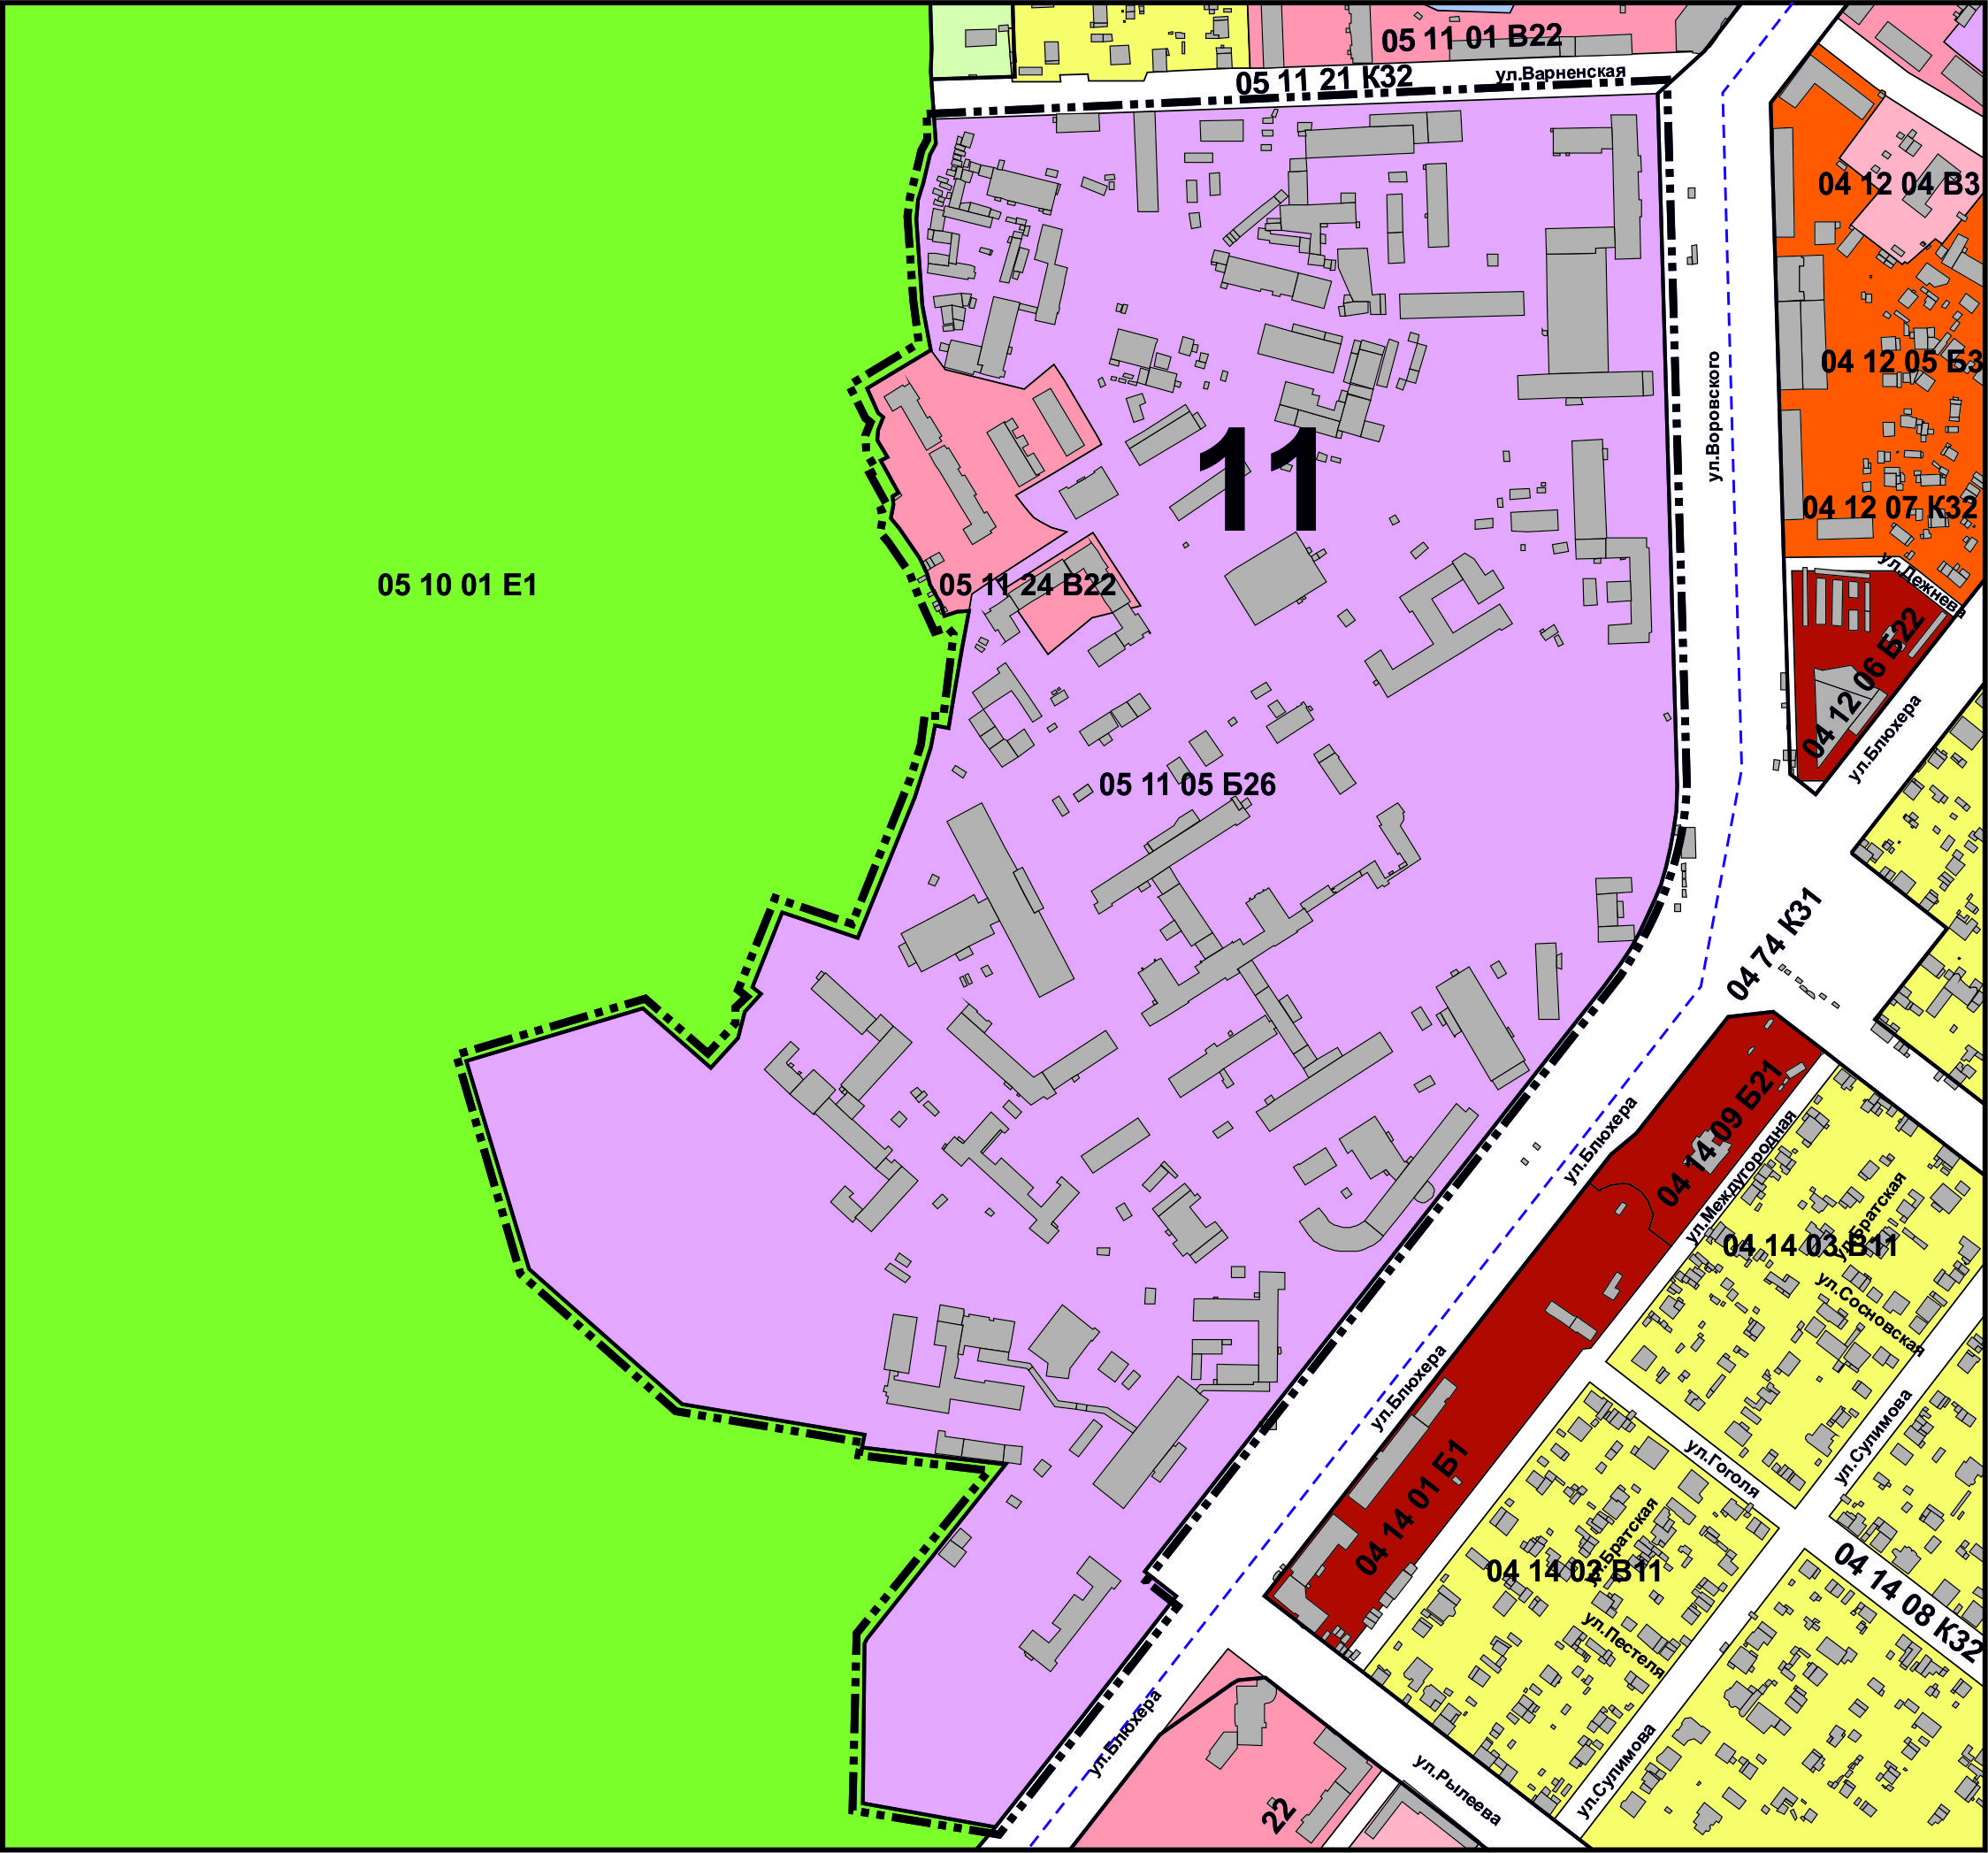 05 11 01 В22
05 11 21 К32
ул.Варненская
04 12 04 В3
ул.Воровского
04 12 05 Б3
11
04 12 07 К32
05 10 01 Е1
05 11 24 В22
ул.Дежнева
04 12 06 Б22
ул.Блюхера
05 11 05 Б26
04 74 К31
ул.Блюхера
04 14 09 Б21
ул.Междугородная
ул.Братская
04 14 03 В11
ул.Сосновская
ул.Блюхера
ул.Сулимова
ул.Гоголя
04 14 01 Б1
ул.Братская
04 14 02 В11
04 14 08 К32
ул.Пестеля
ул.Блюхера
ул.Сулимова
ул.Рылеева
22